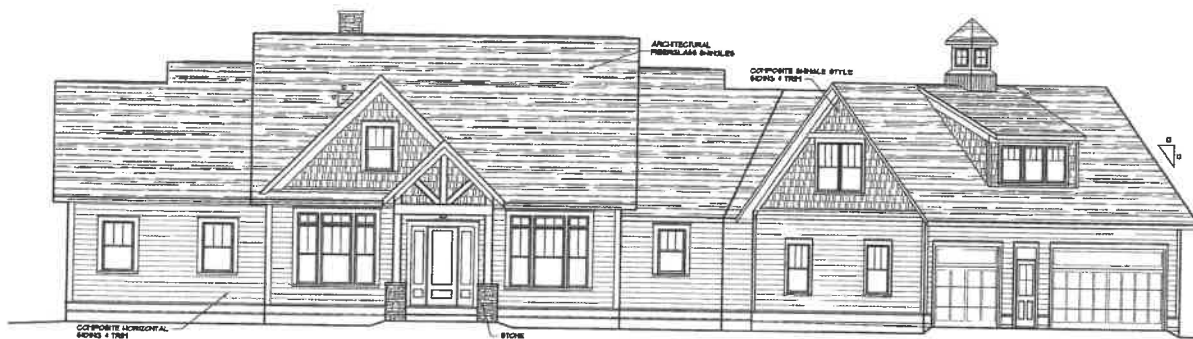 ARCHITECTURAL
FIBERGLASS SHINGLES
COMPOSITE SHINGLE STYLE
SIDING & TRIM
COMPOSITE HORIZONTAL
SIDING & TRIM
STONE